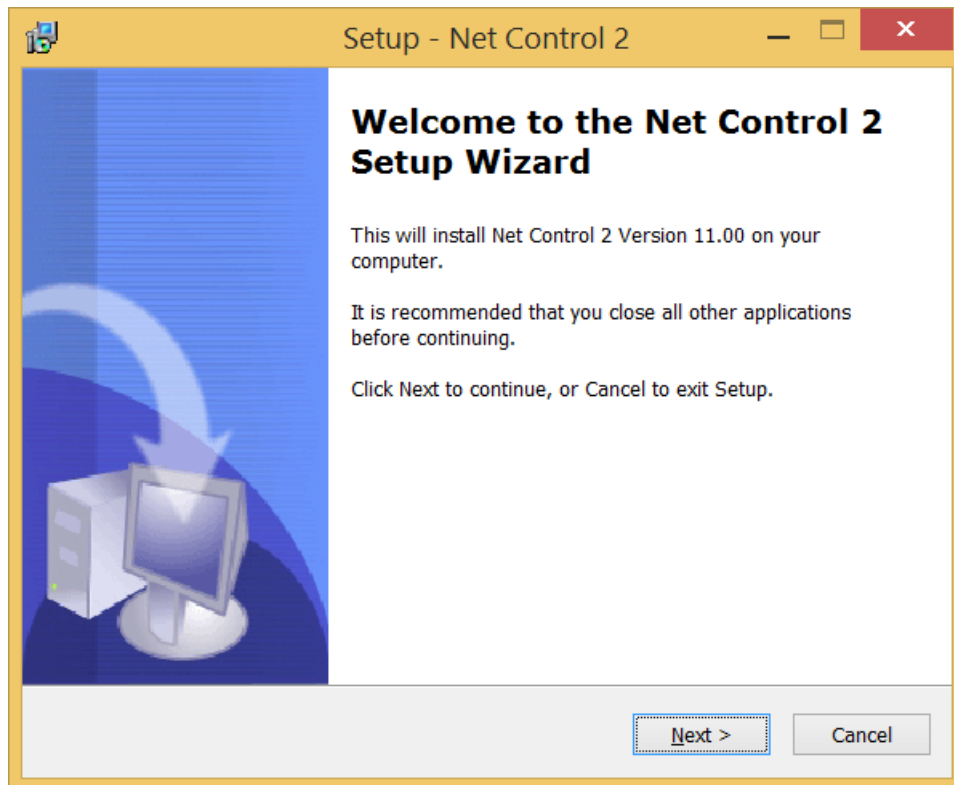 Setup - Net Control 2
Welcome to the Net Control 2
Setup Wizard
This will install Net Control 2 Version 11.00 on your
computer.
It is recommended that you close all other applications
before continuing.
Click Next to continue, or Cancel to exit Setup.
Next >
Cancel